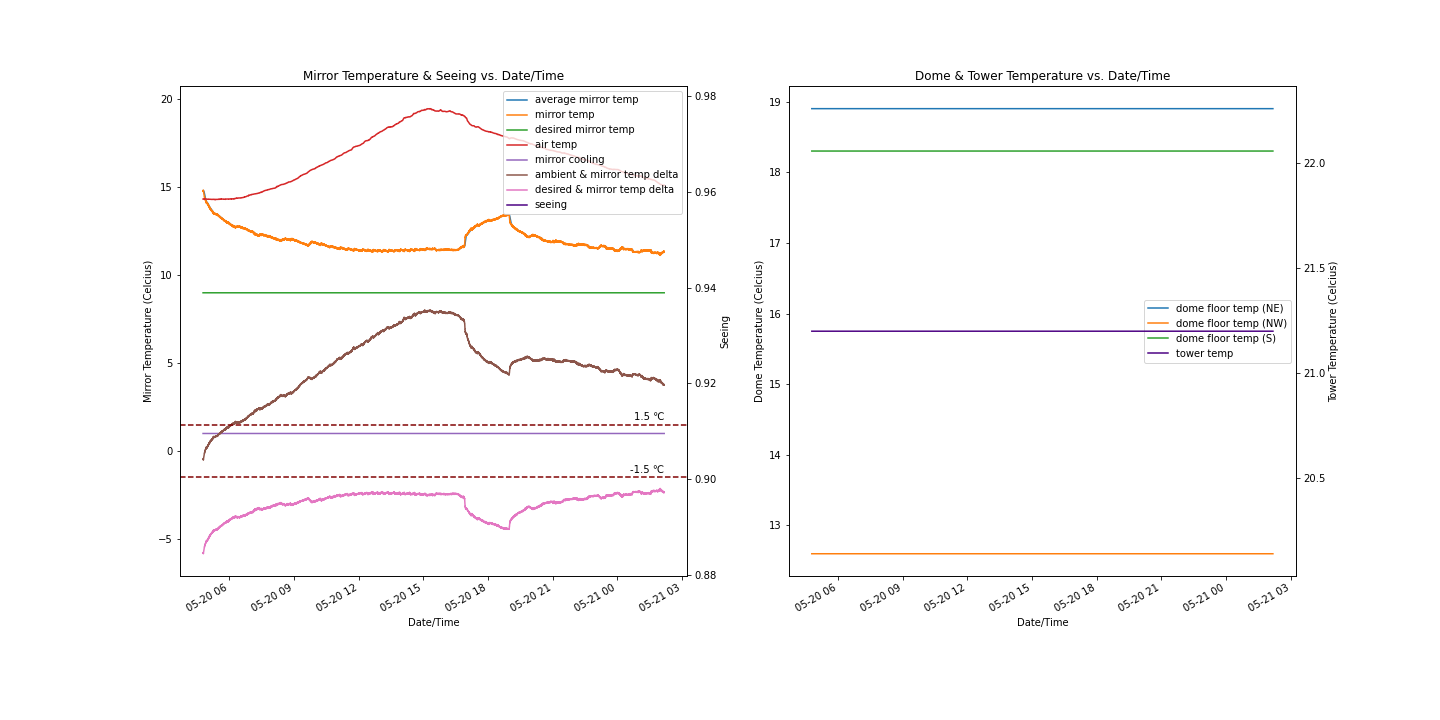 Mirror Temperature & Seeing vs. Date/Time
Mirror Temperature (Celcius)
20
15
10
5
0
−5
average mirror temp
mirror temp
desired mirror temp
air temp
mirror cooling
ambient & mirror temp delta
desired & mirror temp delta
seeing
1.5 ℃
-1.5 ℃
0.98
0.96
0.94
0.92
0.90
0.88
Seeing
05-20 06
05-20 09
05-20 12
05-20 15
05-20 18
05-20 21
05-21 00
05-21 03
Date/Time
Dome & Tower Temperature vs. Date/Time
Dome Temperature (Celcius)
19
18
17
16
15
14
13
dome floor temp (NE)
dome floor temp (NW)
dome floor temp (S)
tower temp
22.0
21.5
21.0
20.5
Tower Temperature (Celcius)
05-20 06
05-20 09
05-20 12
05-20 15
05-20 18
05-20 21
05-21 00
05-21 03
Date/Time